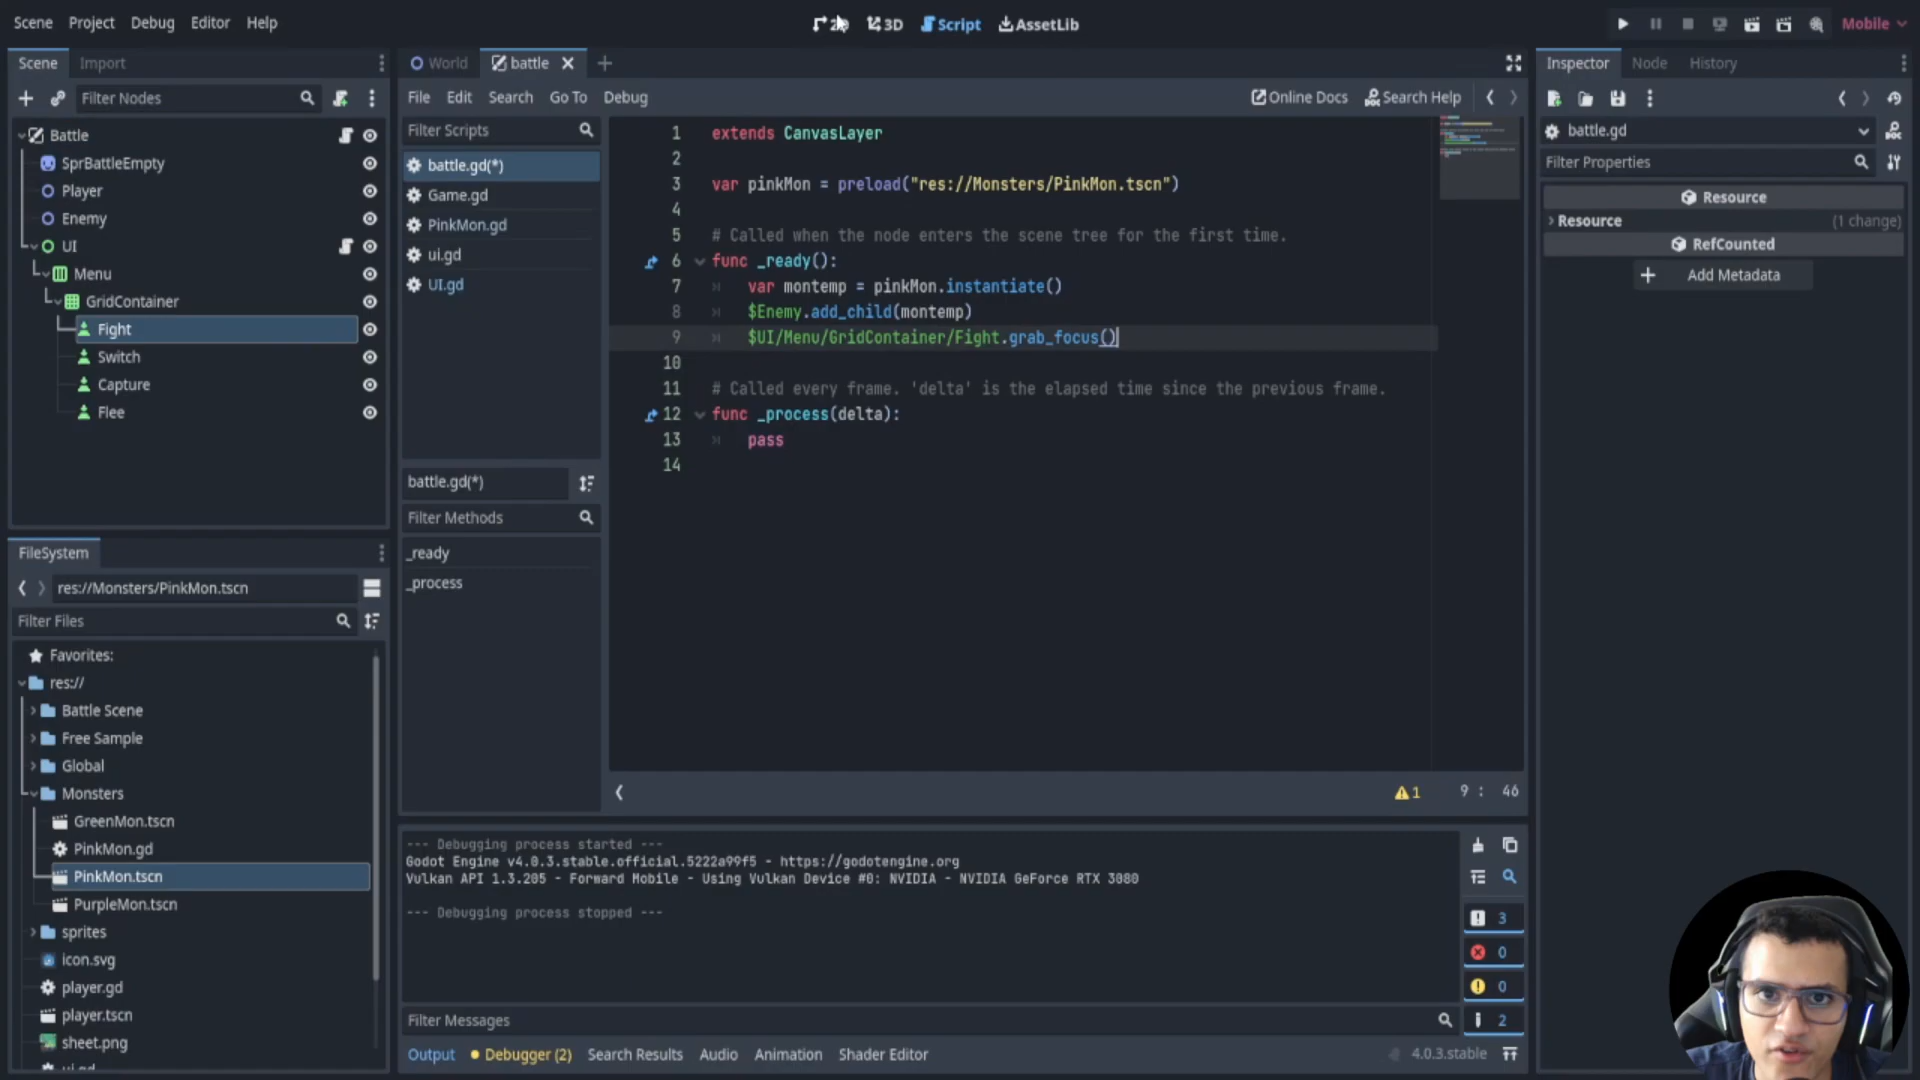 Scene Project Debug Editor Help
3D Script AssetLib
Mobile
Scene Import
Filter Nodes
Battle
SprBattleEmpty
Player
Enemy
UI
Menu
GridContainer
Fight
Switch
Capture
Flee
FileSystem
res://Monsters/PinkMon.tscn
Filter Files
Favorites:
res://
Battle Scene
Free Sample
Global
Monsters
GreenMon.tscn
PinkMon.gd
PinkMon.tscn
PurpleMon.tscn
sprites
icon.svg
player.gd
player.tscn
sheet.png
ui.gd
World battle
File Edit Search Go To Debug
Online Docs Search Help
Filter Scripts
battle.gd(*)
Game.gd
PinkMon.gd
ui.gd
UI.gd
battle.gd(*)
Filter Methods
_ready
_process
1 extends CanvasLayer
2
3 var pinkMon = preload("res://Monsters/PinkMon.tscn")
4
5 # Called when the node enters the scene tree for the first time.
6 func _ready():
7 var montemp = pinkMon.instantiate()
8 $Enemy.add_child(montemp)
9 $UI/Menu/GridContainer/Fight.grab_focus()
10
11 # Called every frame. 'delta' is the elapsed time since the previous frame.
12 func _process(delta):
13 pass
14
1 9 : 46
--- Debugging process started ---
Godot Engine v4.0.3.stable.official.5222a99f5 - https://godotengine.org
Vulkan API 1.3.205 - Forward Mobile - Using Vulkan Device #0: NVIDIA - NVIDIA GeForce RTX 3080
--- Debugging process stopped ---
3
0
0
2
Filter Messages
Output Debugger (2) Search Results Audio Animation Shader Editor
4.0.3.stable
Inspector Node History
battle.gd
Filter Properties
Resource
Resource (1 change)
RefCounted
Add Metadata